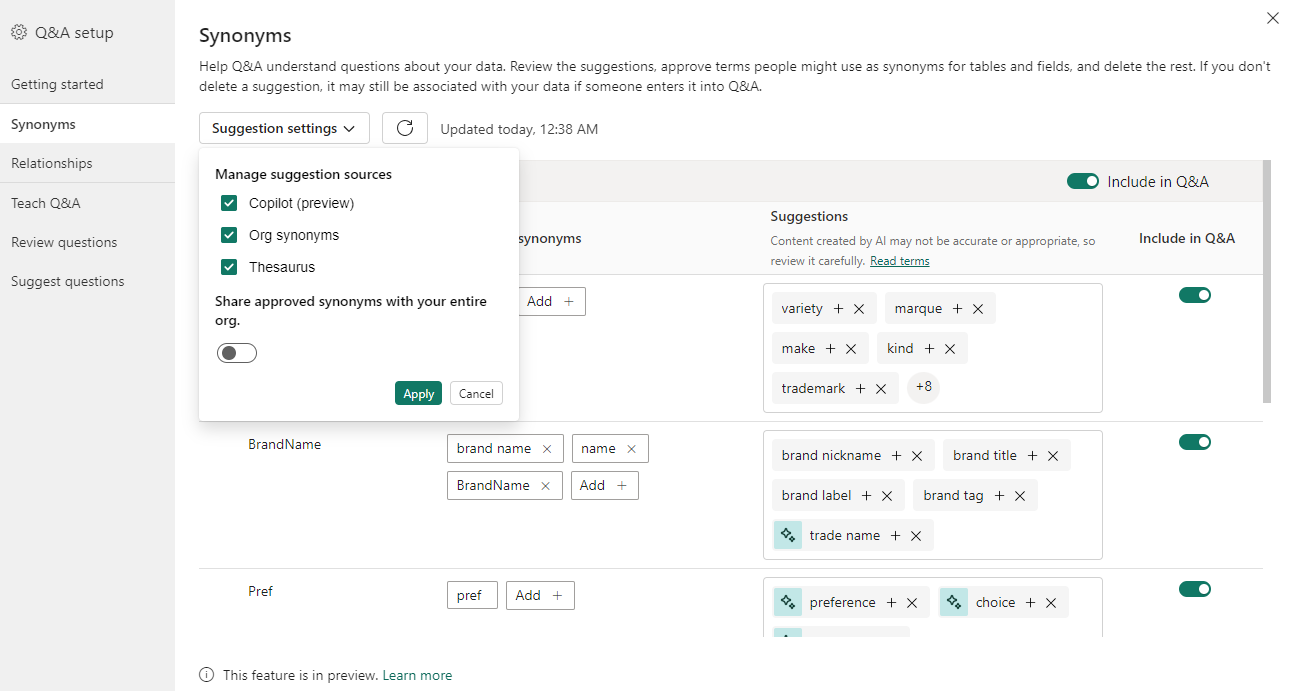 Q&A setup
Getting started
Synonyms
Relationships
Teach Q&A
Review questions
Suggest questions
Synonyms
Help Q&A understand questions about your data. Review the suggestions, approve terms people might use as synonyms for tables and fields, and delete the rest. If you don't
delete a suggestion, it may still be associated with your data if someone enters it into Q&A.
Suggestion settings
Updated today, 12:38 AM
Manage suggestion sources
Copilot (preview)
Org synonyms
Thesaurus
Share approved synonyms with your entire
org.
Apply Cancel
Include in Q&A
synonyms
Suggestions
Content created by AI may not be accurate or appropriate, so
review it carefully. Read terms
Include in Q&A
Add +
variety + × marque + ×
make + × kind + ×
trademark + × +8
BrandName
brand name × name ×
BrandName × Add +
brand nickname + × brand title + ×
brand label + × brand tag + ×
trade name + ×
Pref
pref Add +
preference + × choice + ×
This feature is in preview. Learn more